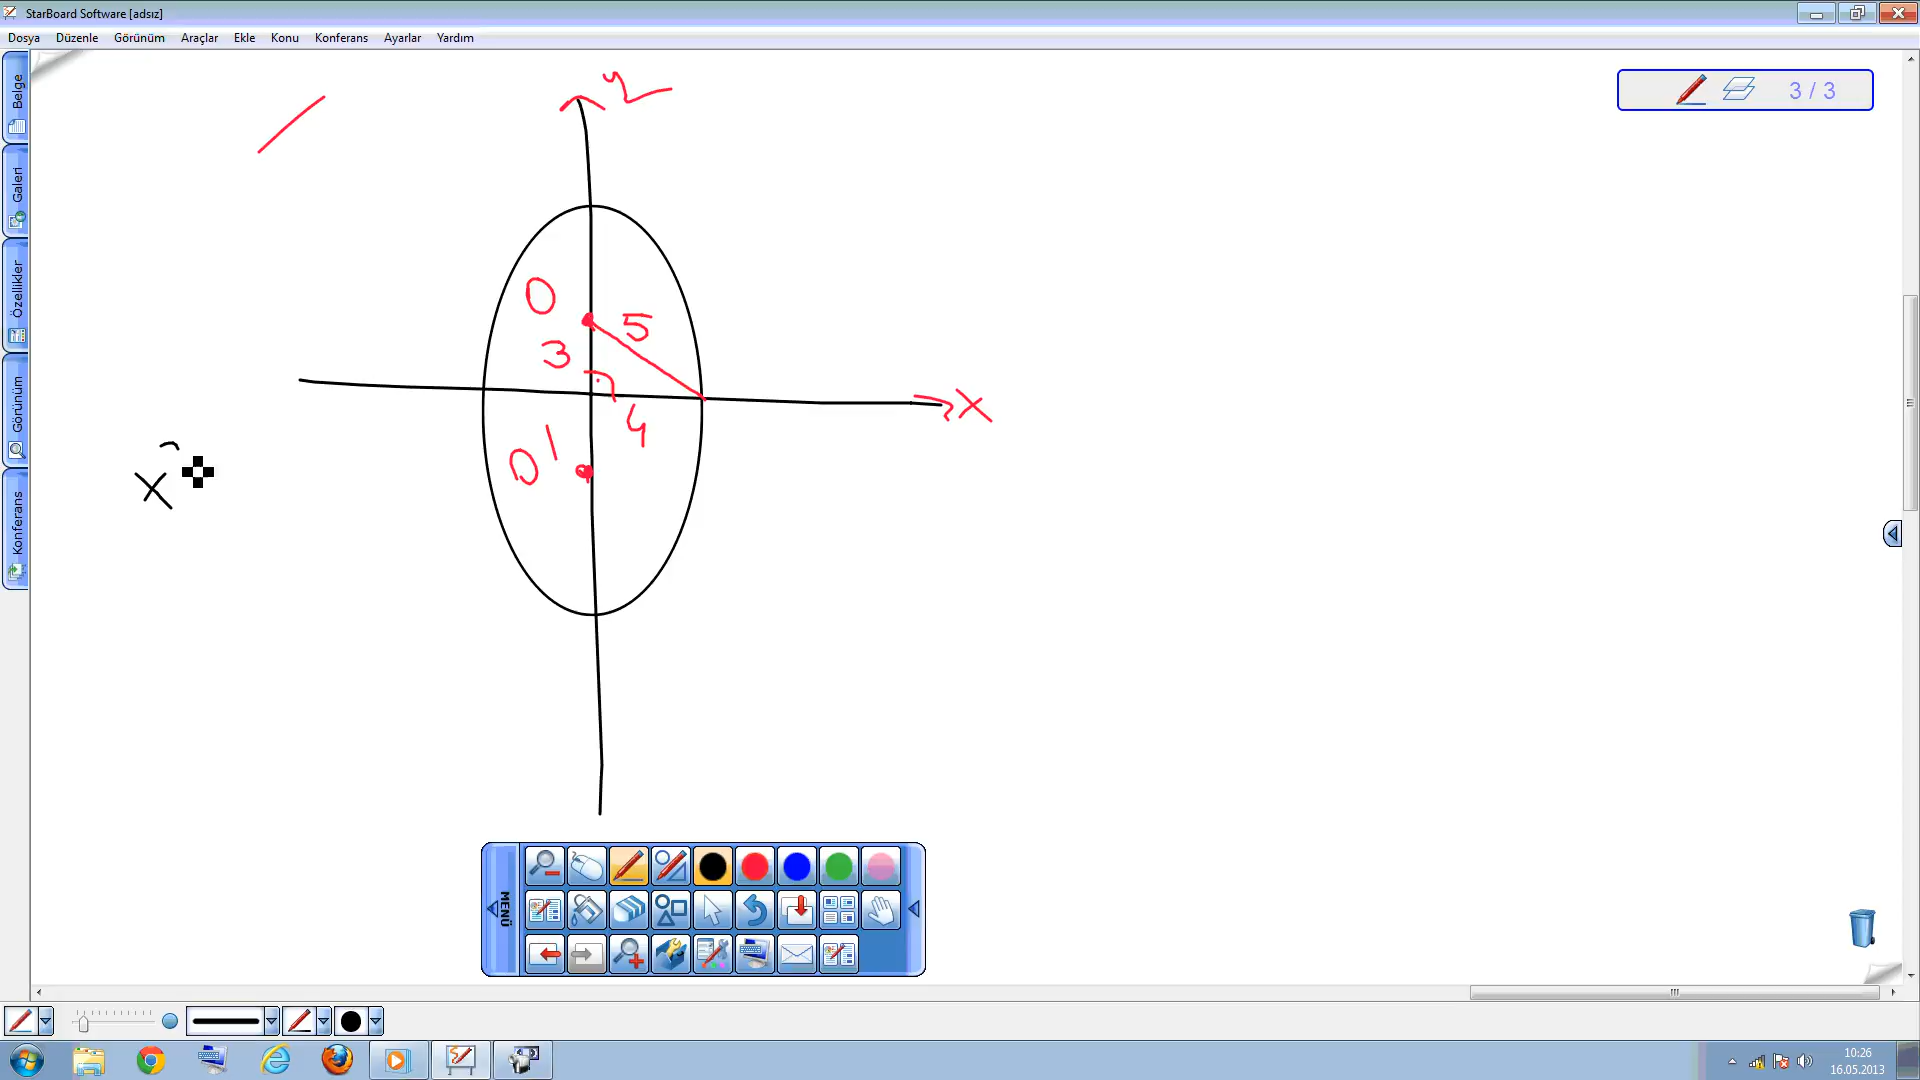 StarBoard Software [adsız]
Dosya Düzenle Görünüm Araçlar Ekle Konu Konferans Ayarlar Yardım
Belge
Galeri
Özellikler
Görünüm
Konferans
3 / 3
y
O
5
3
x
4
O'
x
MENÜ
10:26
16.05.2013